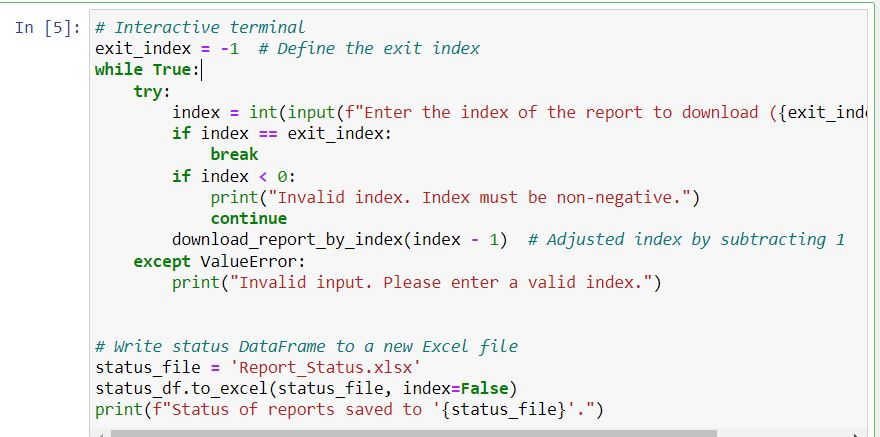 In [5]: # Interactive terminal
exit_index = -1  # Define the exit index
while True:
    try:
        index = int(input(f"Enter the index of the report to download ({exit_inde
        if index == exit_index:
            break
        if index < 0:
            print("Invalid index. Index must be non-negative.")
            continue
        download_report_by_index(index - 1)  # Adjusted index by subtracting 1
    except ValueError:
        print("Invalid input. Please enter a valid index.")
# Write status DataFrame to a new Excel file
status_file = 'Report_Status.xlsx'
status_df.to_excel(status_file, index=False)
print(f"Status of reports saved to '{status_file}'.")